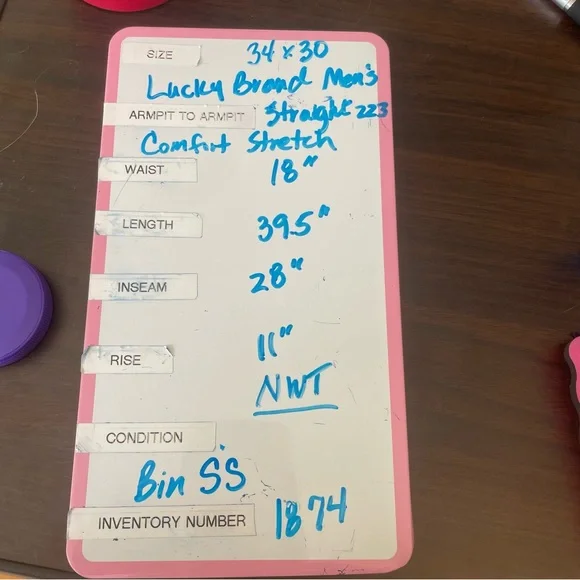 SIZE 34 x 30
Lucky Brand Men's
ARMPIT TO ARMPIT Straight 223
Comfort Stretch
WAIST 18"
LENGTH 39.5"
INSEAM 28"
RISE 11"
NWT
CONDITION
Bin SS
INVENTORY NUMBER 1874